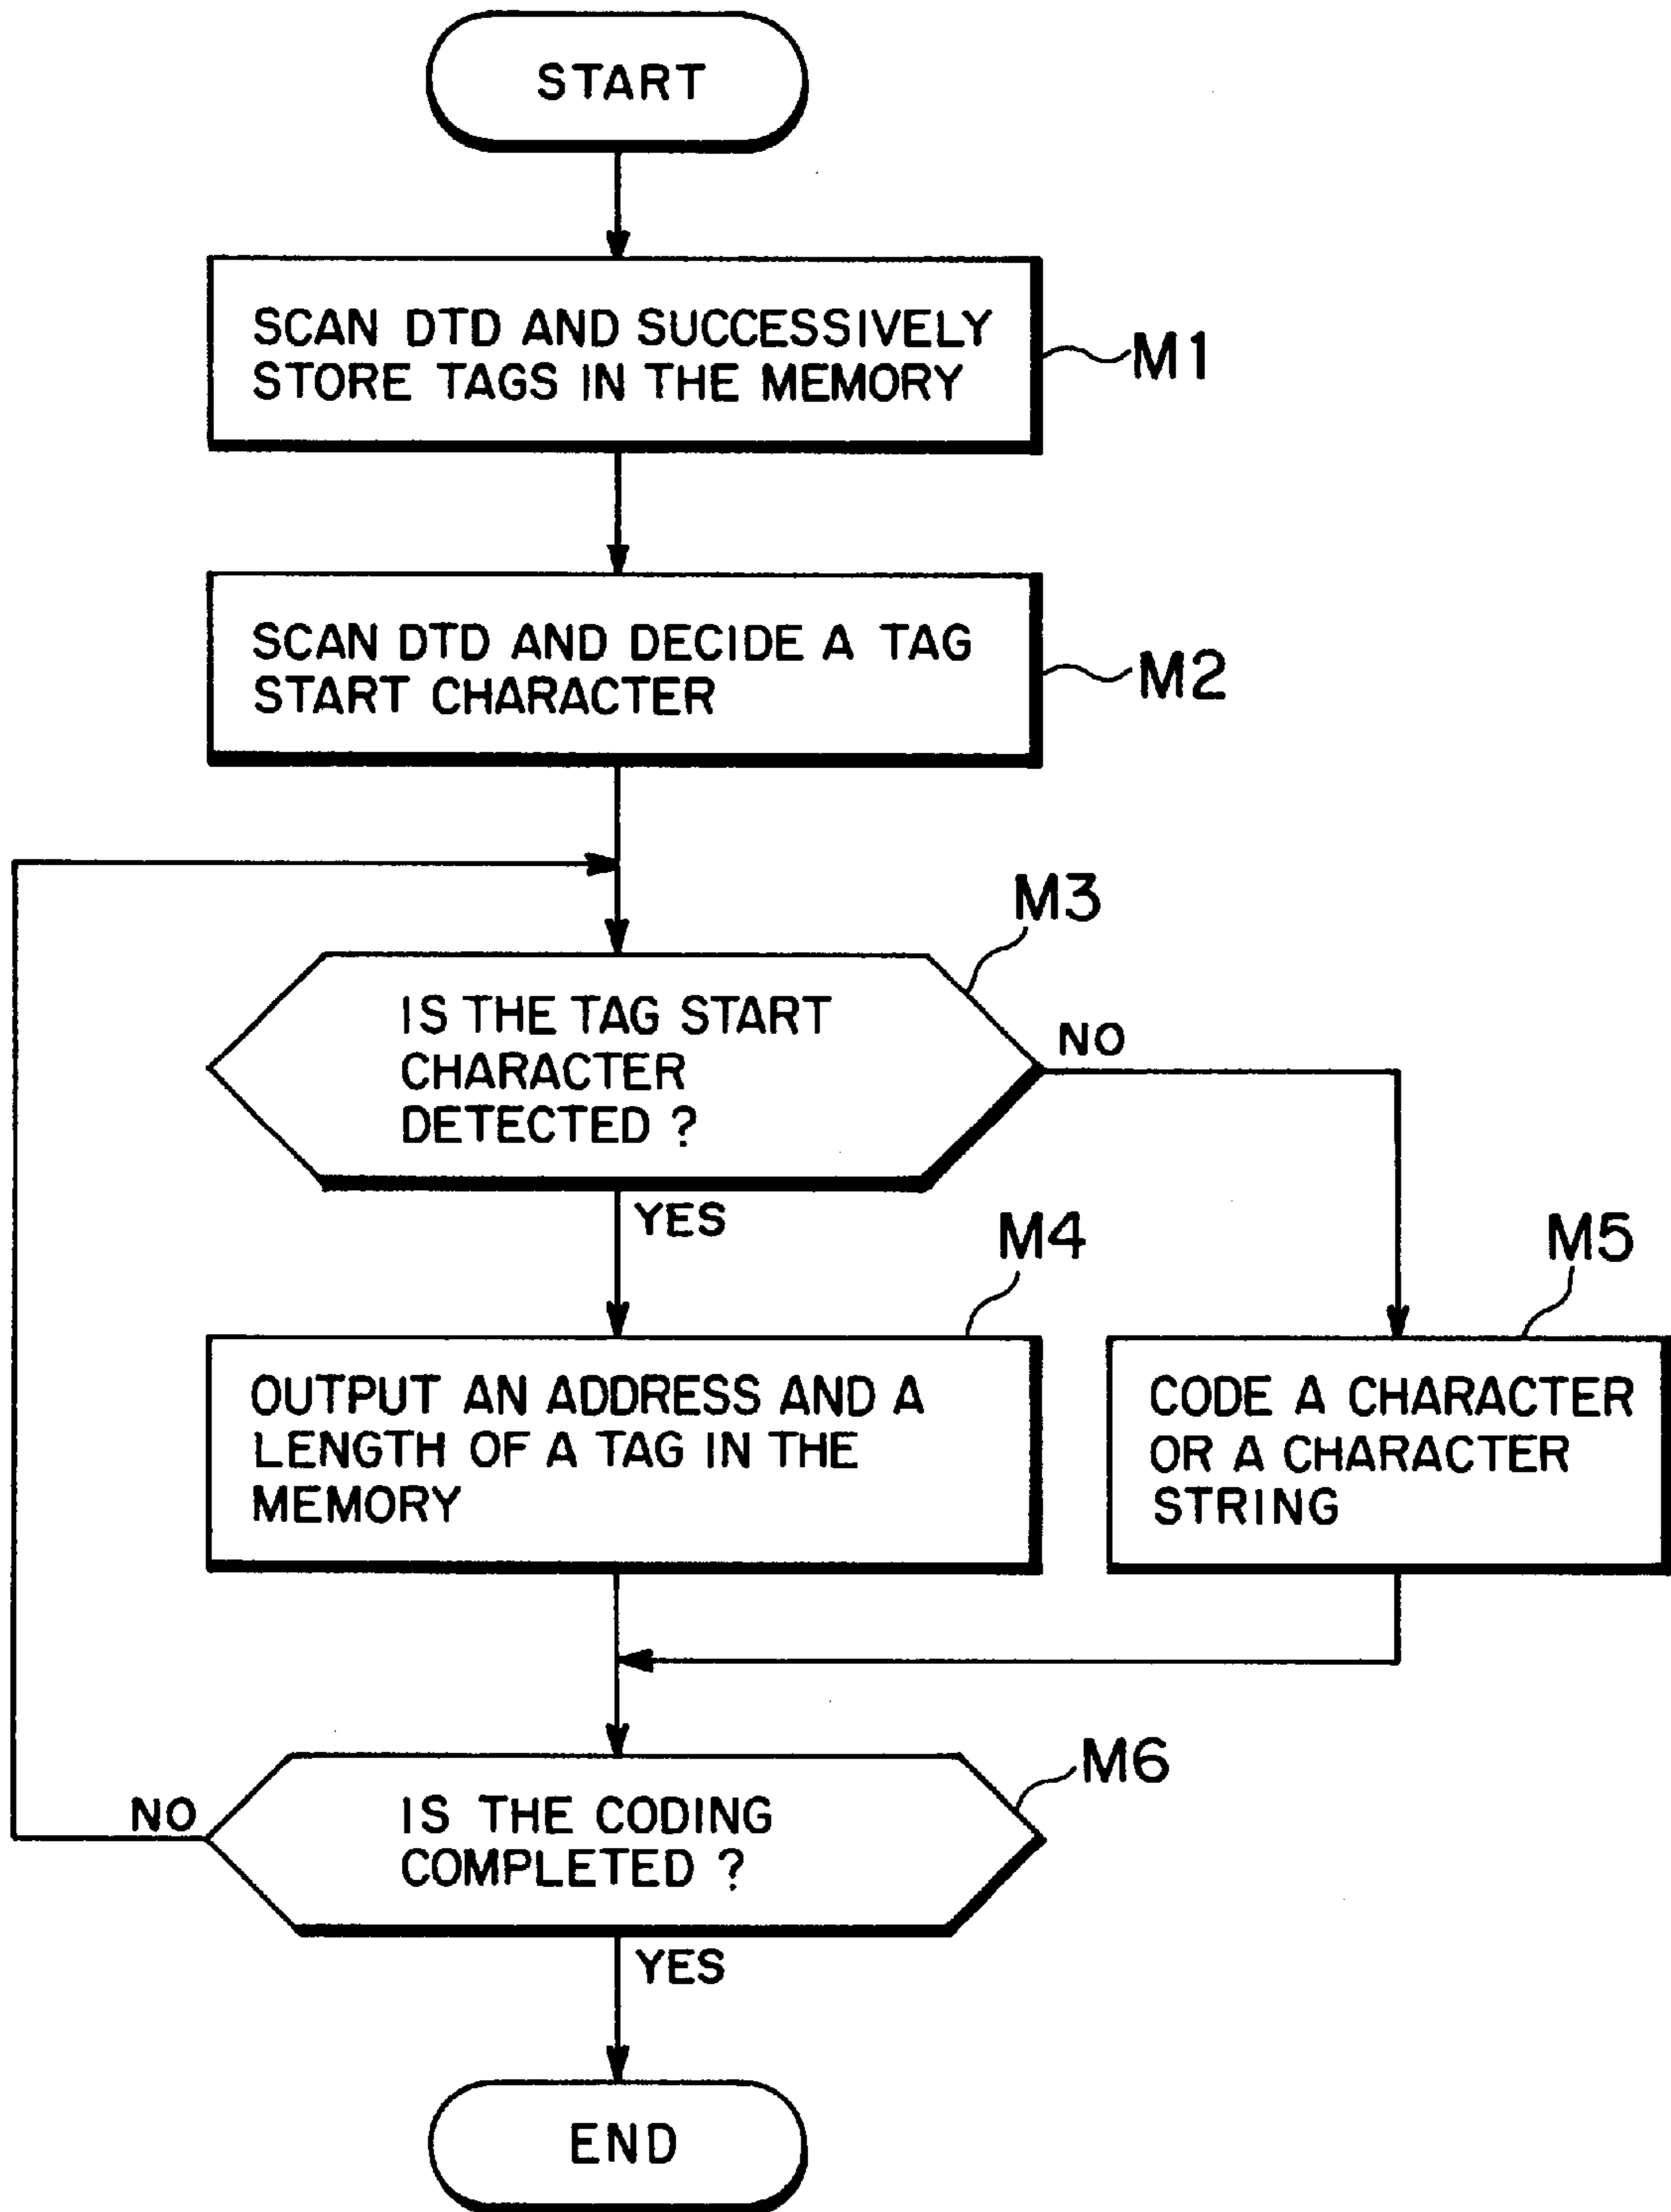 START
SCAN DTD AND SUCCESSIVELY
STORE TAGS IN THE MEMORY
M1
SCAN DTD AND DECIDE A TAG
START CHARACTER
M2
M3
IS THE TAG START
CHARACTER
DETECTED ?
NO
YES
M4
M5
OUTPUT AN ADDRESS AND A
LENGTH OF A TAG IN THE
MEMORY
CODE A CHARACTER
OR A CHARACTER
STRING
M6
NO
IS THE CODING
COMPLETED ?
YES
END